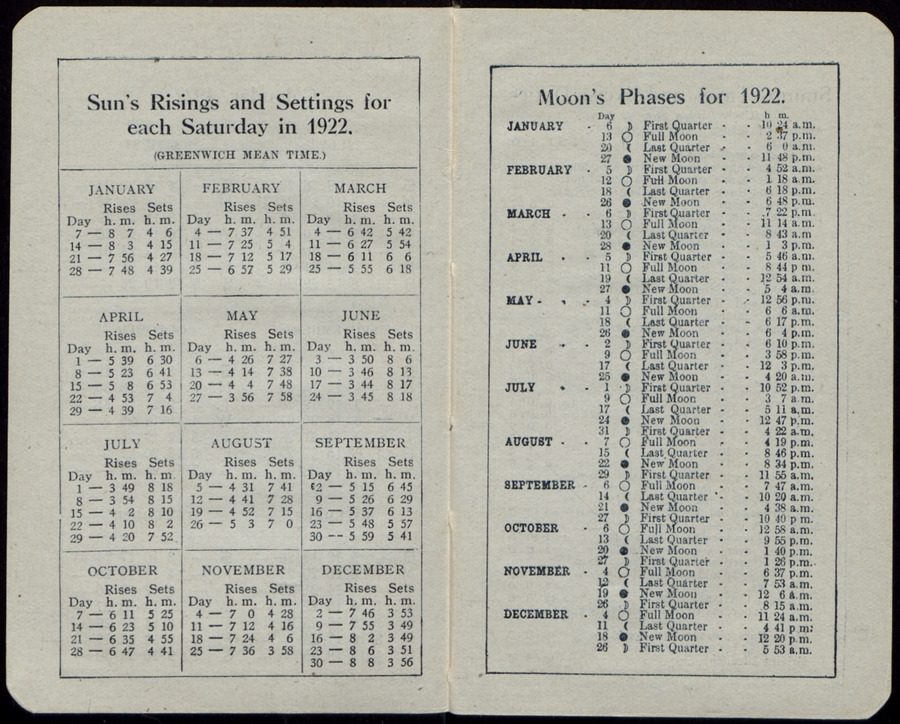 Sun's Risings and Settings for
each Saturday in 1922.
(GREENWICH MEAN TIME.)
JANUARY
Rises Sets
Day h. m. h. m.
7 — 8 7 4 6
14 — 8 3 4 15
21 — 7 56 4 27
28 — 7 48 4 39
FEBRUARY
Rises Sets
Day h. m. h. m.
4 — 7 37 4 51
11 — 7 25 5 4
18 — 7 12 5 17
25 — 6 57 5 29
MARCH
Rises Sets
Day h. m. h. m.
4 — 6 42 5 42
11 — 6 27 5 54
18 — 6 11 6 6
25 — 5 55 6 18
APRIL
Rises Sets
Day h. m. h. m.
1 — 5 39 6 30
8 — 5 23 6 41
15 — 5 8 6 53
22 — 4 53 7 4
29 — 4 39 7 16
MAY
Rises Sets
Day h. m. h. m.
6 — 4 26 7 27
13 — 4 14 7 38
20 — 4 4 7 48
27 — 3 56 7 58
JUNE
Rises Sets
Day h. m. h. m.
3 — 3 50 8 6
10 — 3 46 8 13
17 — 3 44 8 17
24 — 3 45 8 18
JULY
Rises Sets
Day h. m. h. m.
1 — 3 49 8 18
8 — 3 54 8 15
15 — 4 2 8 10
22 — 4 10 8 2
29 — 4 20 7 52
AUGUST
Rises Sets
Day h. m. h. m.
5 — 4 31 7 41
12 — 4 41 7 28
19 — 4 52 7 15
26 — 5 3 7 0
SEPTEMBER
Rises Sets
Day h. m. h. m.
2 — 5 15 6 45
9 — 5 26 6 29
16 — 5 37 6 13
23 — 5 48 5 57
30 -- 5 59 5 41
OCTOBER
Rises Sets
Day h. m. h. m.
7 — 6 11 5 25
14 — 6 23 5 10
21 — 6 35 4 55
28 — 6 47 4 41
NOVEMBER
Rises Sets
Day h. m. h. m.
4 — 7 0 4 28
11 — 7 12 4 16
18 — 7 24 4 6
25 — 7 36 3 58
DECEMBER
Rises Sets
Day h. m. h. m.
2 — 7 46 3 53
9 — 7 55 3 49
16 — 8 2 3 49
23 — 8 6 3 51
30 — 8 8 3 56
Moon's Phases for 1922.
Day h m.
JANUARY - 6 First Quarter - - 10 24 a.m.
13 Full Moon - - 2 37 p.m.
20 Last Quarter - - 6 0 a.m.
27 New Moon - - 11 48 p.m.
FEBRUARY - 5 First Quarter - - 4 52 a.m.
12 Full Moon - - 1 18 a.m.
18 Last Quarter - - 6 18 p.m.
26 New Moon - - 6 48 p.m.
MARCH - - 6 First Quarter - - 7 22 p.m.
13 Full Moon - - 11 14 a.m.
20 Last Quarter - - 8 43 a.m
28 New Moon - - 1 3 p.m.
APRIL - - 5 First Quarter - - 5 46 a.m.
11 Full Moon - - 8 44 p m.
19 Last Quarter - - 12 54 a.m.
27 New Moon - - 5 4 a.m.
MAY - - - 4 First Quarter - - 12 56 p.m.
11 Full Moon - - 6 6 a.m.
18 Last Quarter - - 6 17 p.m.
26 New Moon - - 6 4 p.m.
JUNE - - 2 First Quarter - - 6 10 p.m.
9 Full Moon - - 3 58 p.m.
17 Last Quarter - - 12 3 p.m.
25 New Moon - - 4 20 a.m.
JULY - - 1 First Quarter - - 10 52 p.m.
9 Full Moon - - 3 7 a.m.
17 Last Quarter - - 5 11 a.m.
24 New Moon - - 12 47 p.m.
31 First Quarter - - 4 22 a.m.
AUGUST - - 7 Full Moon - - 4 19 p.m.
15 Last Quarter - - 8 46 p.m.
22 New Moon - - 8 34 p.m.
29 First Quarter - - 11 55 a.m.
SEPTEMBER - 6 Full Moon - - 7 47 a.m.
14 Last Quarter - - 10 20 a.m.
21 New Moon - - 4 38 a.m.
27 First Quarter - - 10 40 p m.
OCTOBER - 6 Full Moon - - 12 58 a.m.
13 Last Quarter - - 9 55 p.m.
20 New Moon - - 1 40 p.m.
27 First Quarter - - 1 26 p.m.
NOVEMBER - 4 Full Moon - - 6 37 p.m.
12 Last Quarter - - 7 53 a.m.
19 New Moon - - 12 6 a.m.
26 First Quarter - - 8 15 a.m.
DECEMBER - 4 Full Moon - - 11 24 a.m.
11 Last Quarter - - 4 41 p m.
18 New Moon - - 12 20 p.m.
26 First Quarter - - 5 53 a.m.